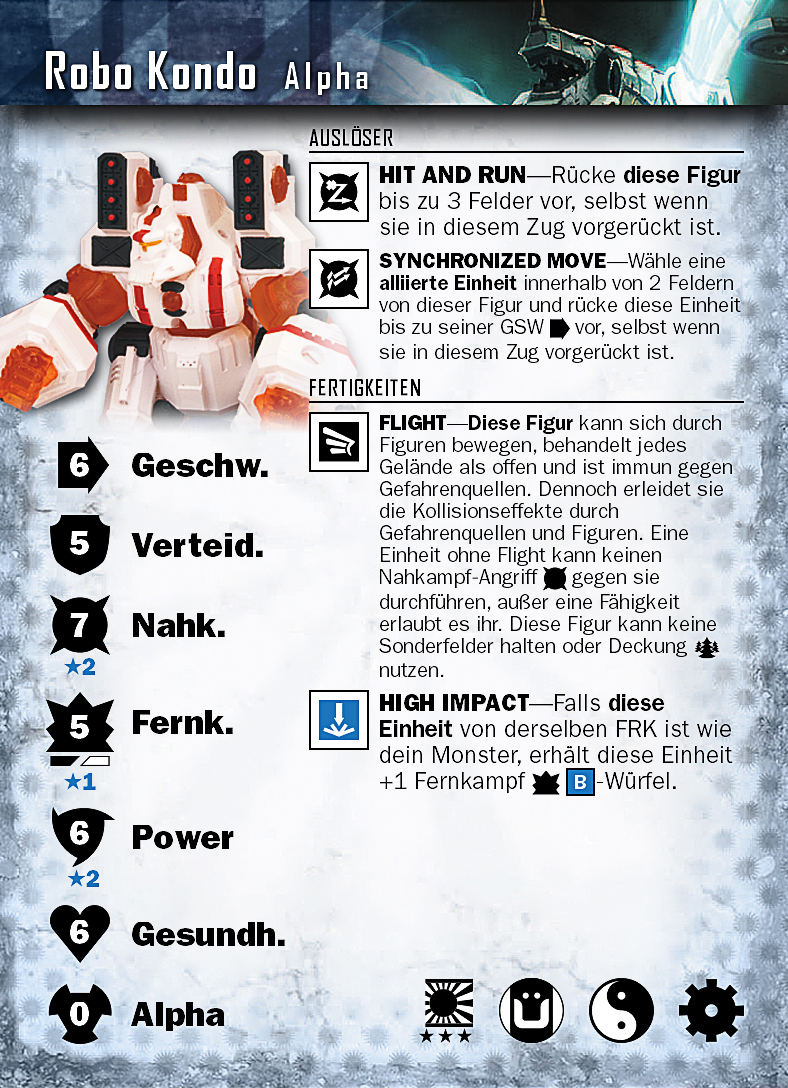 Robo Kondo Alpha
AUSLÖSER
HIT AND RUN—Rücke diese Figur
bis zu 3 Felder vor, selbst wenn
sie in diesem Zug vorgerückt ist.
SYNCHRONIZED MOVE—Wähle eine
alliierte Einheit innerhalb von 2 Feldern
von dieser Figur und rücke diese Einheit
bis zu seiner GSW vor, selbst wenn
sie in diesem Zug vorgerückt ist.
FERTIGKEITEN
FLIGHT—Diese Figur kann sich durch
Figuren bewegen, behandelt jedes
Gelände als offen und ist immun gegen
Gefahrenquellen. Dennoch erleidet sie
die Kollisionseffekte durch
Gefahrenquellen und Figuren. Eine
Einheit ohne Flight kann keinen
Nahkampf-Angriff gegen sie
durchführen, außer eine Fähigkeit
erlaubt es ihr. Diese Figur kann keine
Sonderfelder halten oder Deckung
nutzen.
HIGH IMPACT—Falls diese
Einheit von derselben FRK ist wie
dein Monster, erhält diese Einheit
+1 Fernkampf B-Würfel.
6 Geschw.
5 Verteid.
7 Nahk.
★2
5 Fernk.
★1
6 Power
★2
6 Gesundh.
0 Alpha
★★★